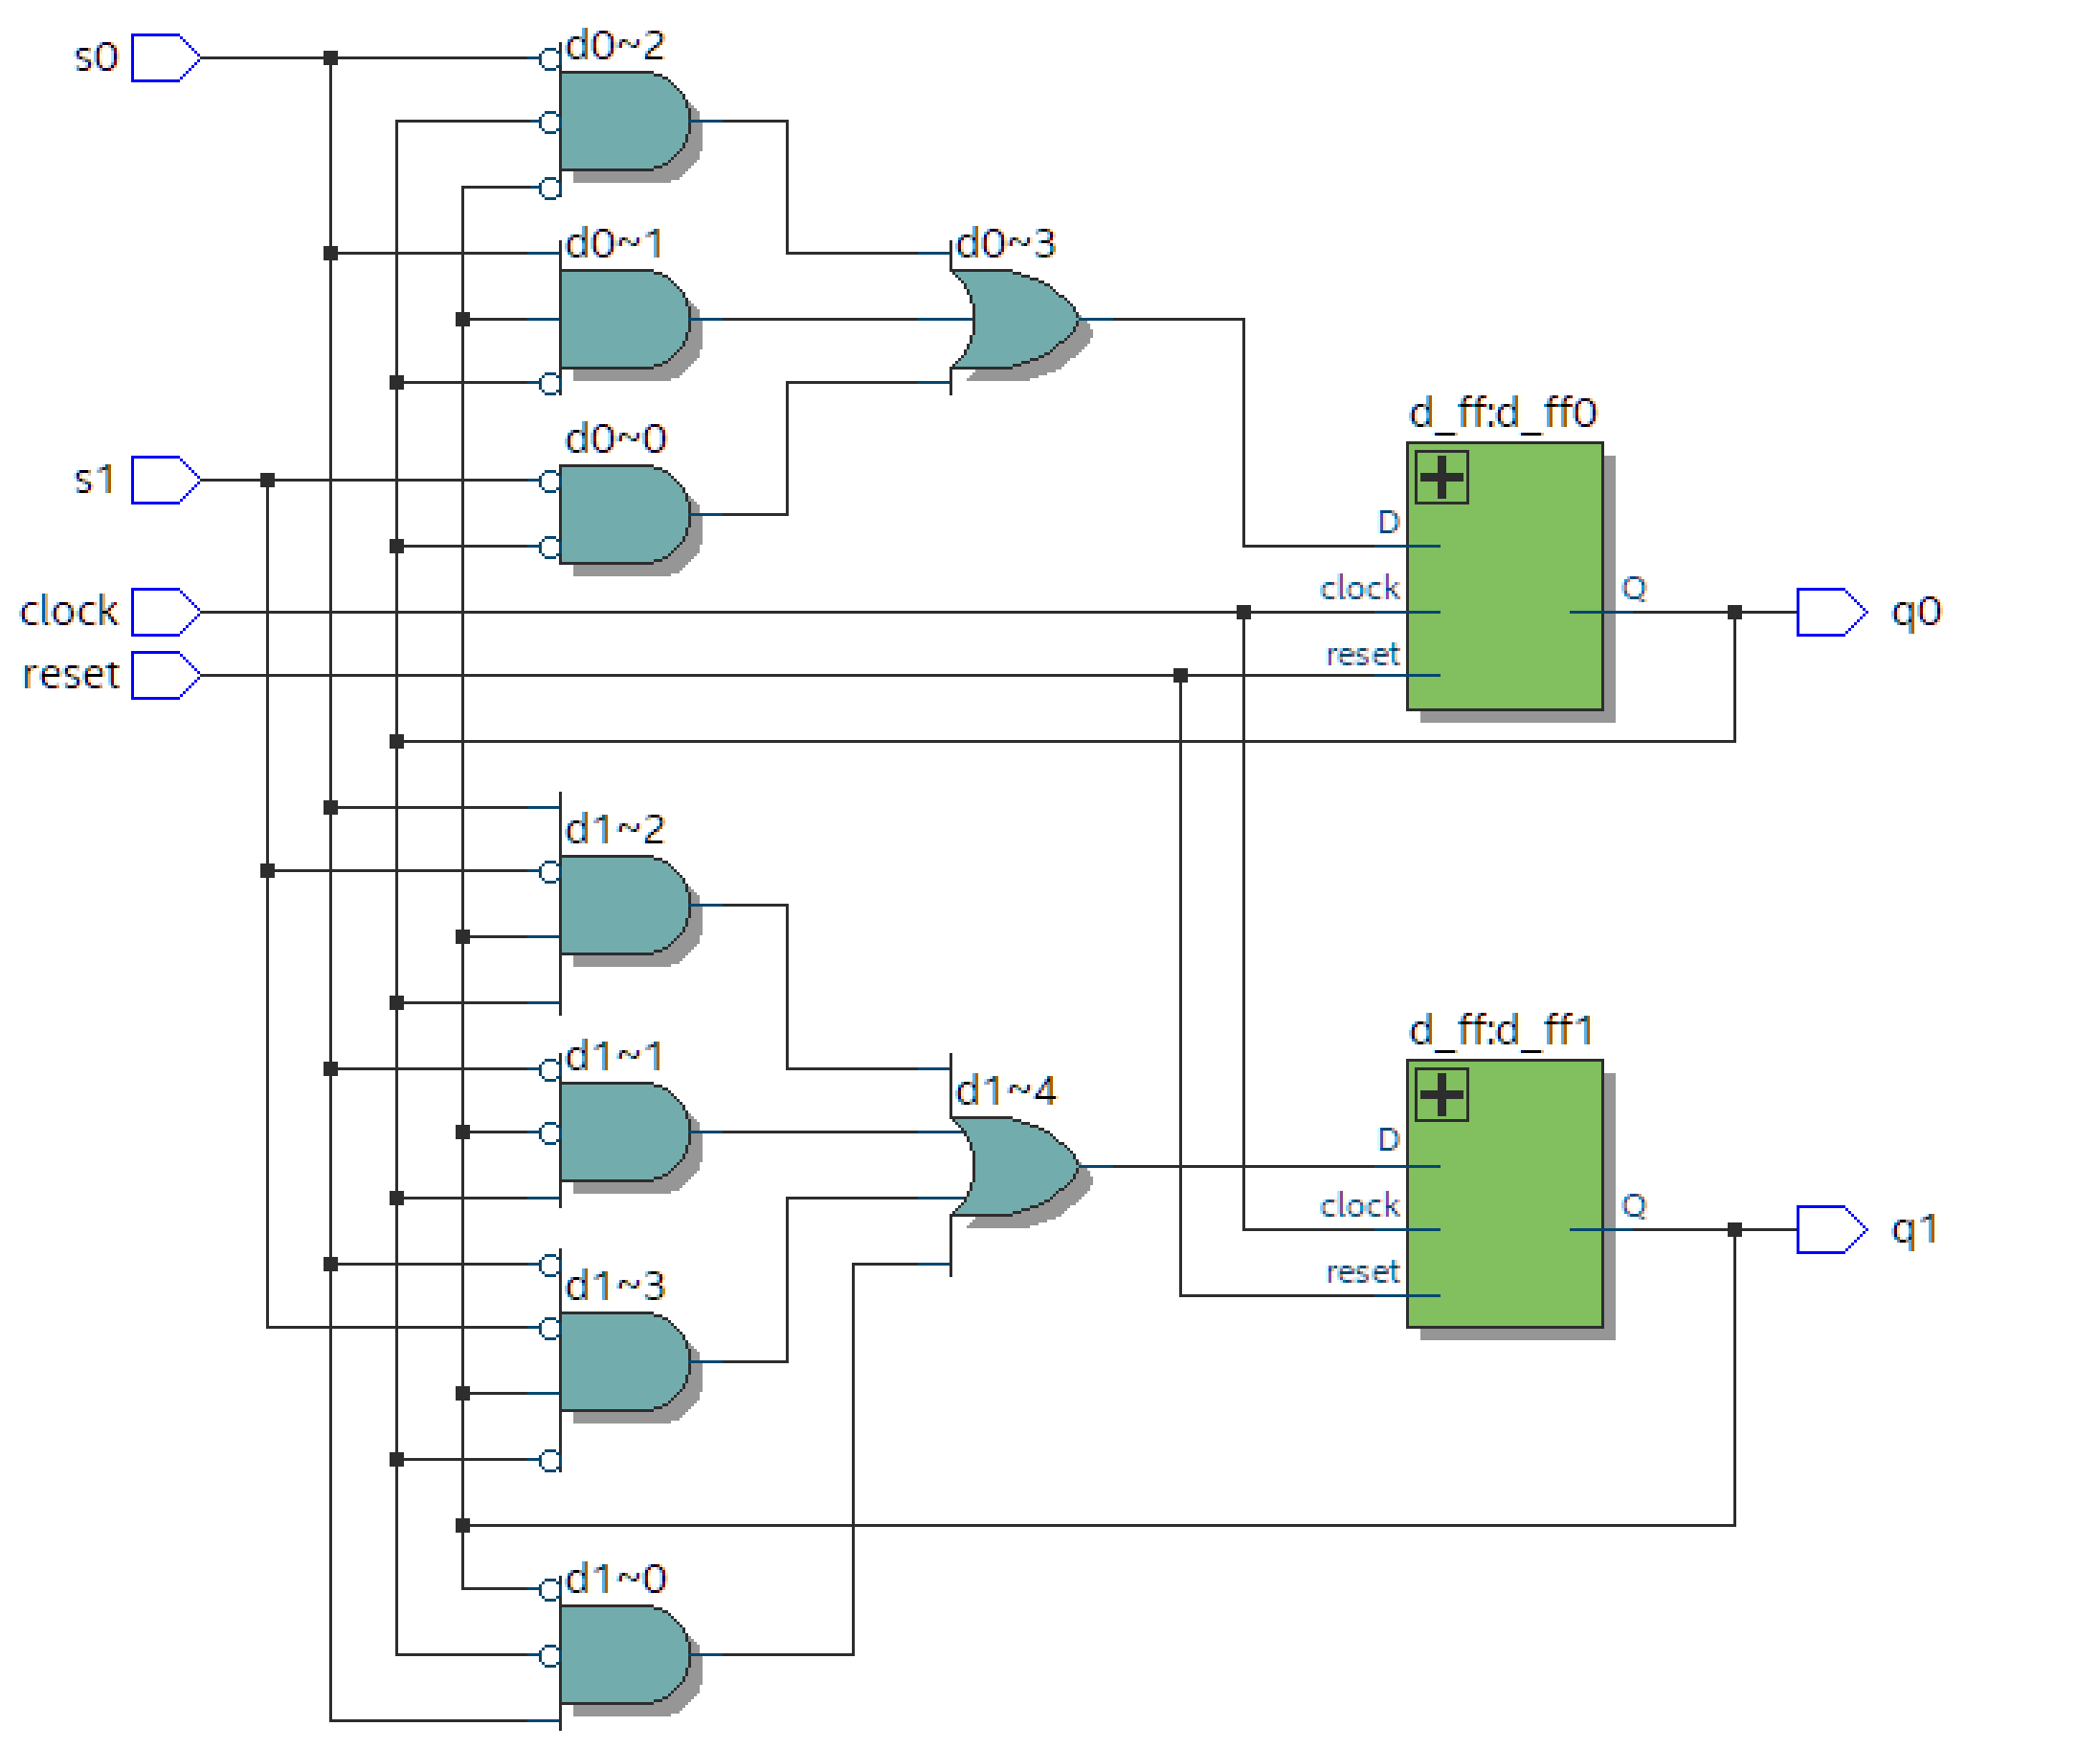 s0
d0~2
d0~1
d0~3
s1
d0~0
d_ff:d_ff0
D
clock
clock
Q
q0
reset
reset
d1~2
d1~1
d1~4
d_ff:d_ff1
D
clock
Q
q1
reset
d1~3
d1~0